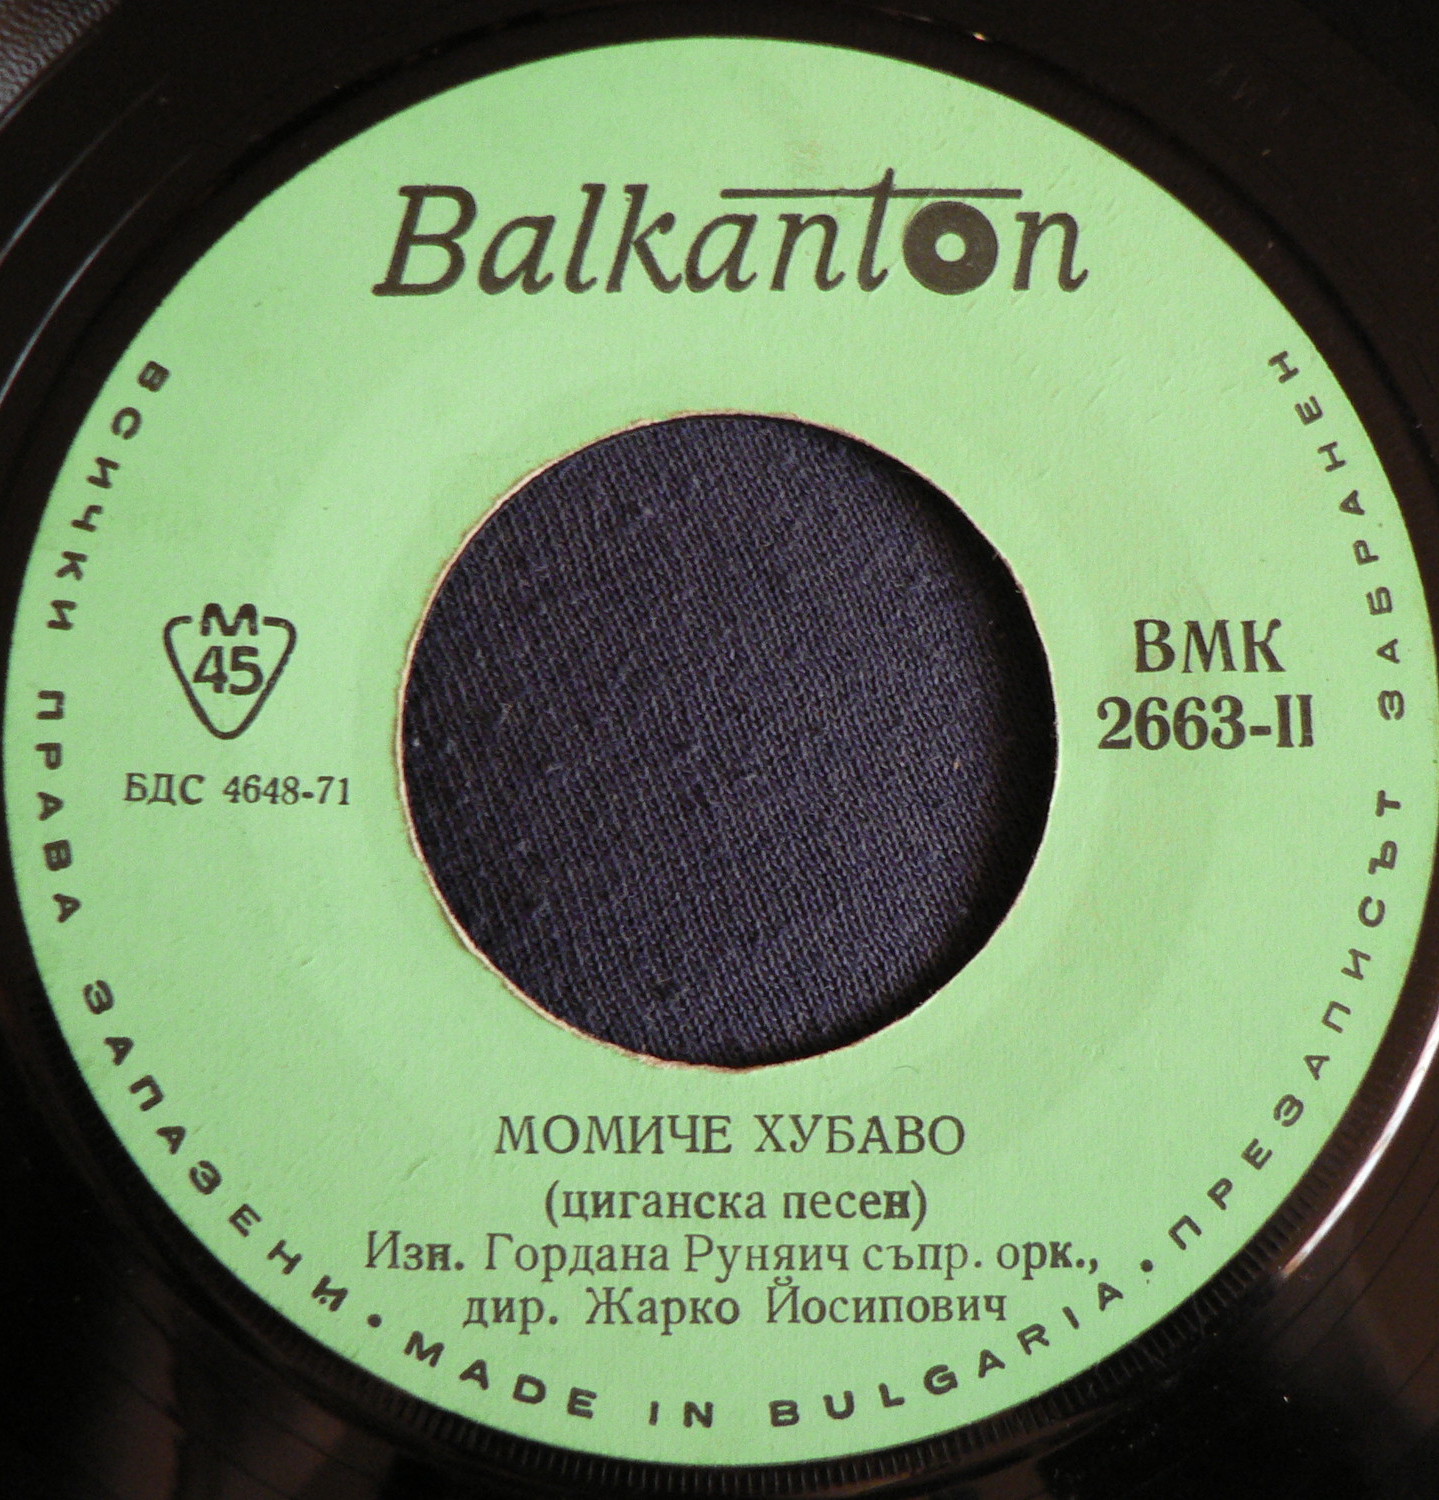 Balkanton
М
45
БДС 4648-71
ВМК
2663-II
МОМИЧЕ ХУБАВО
(циганска песен)
Изп. Гордана Руняич съпр. орк.,
дир. Жарко Йосипович
ВСИЧКИ ПРАВА ЗАПАЗЕНИ • MADE IN BULGARIA • ПРЕЗАПИСЪТ ЗАБРАНЕН